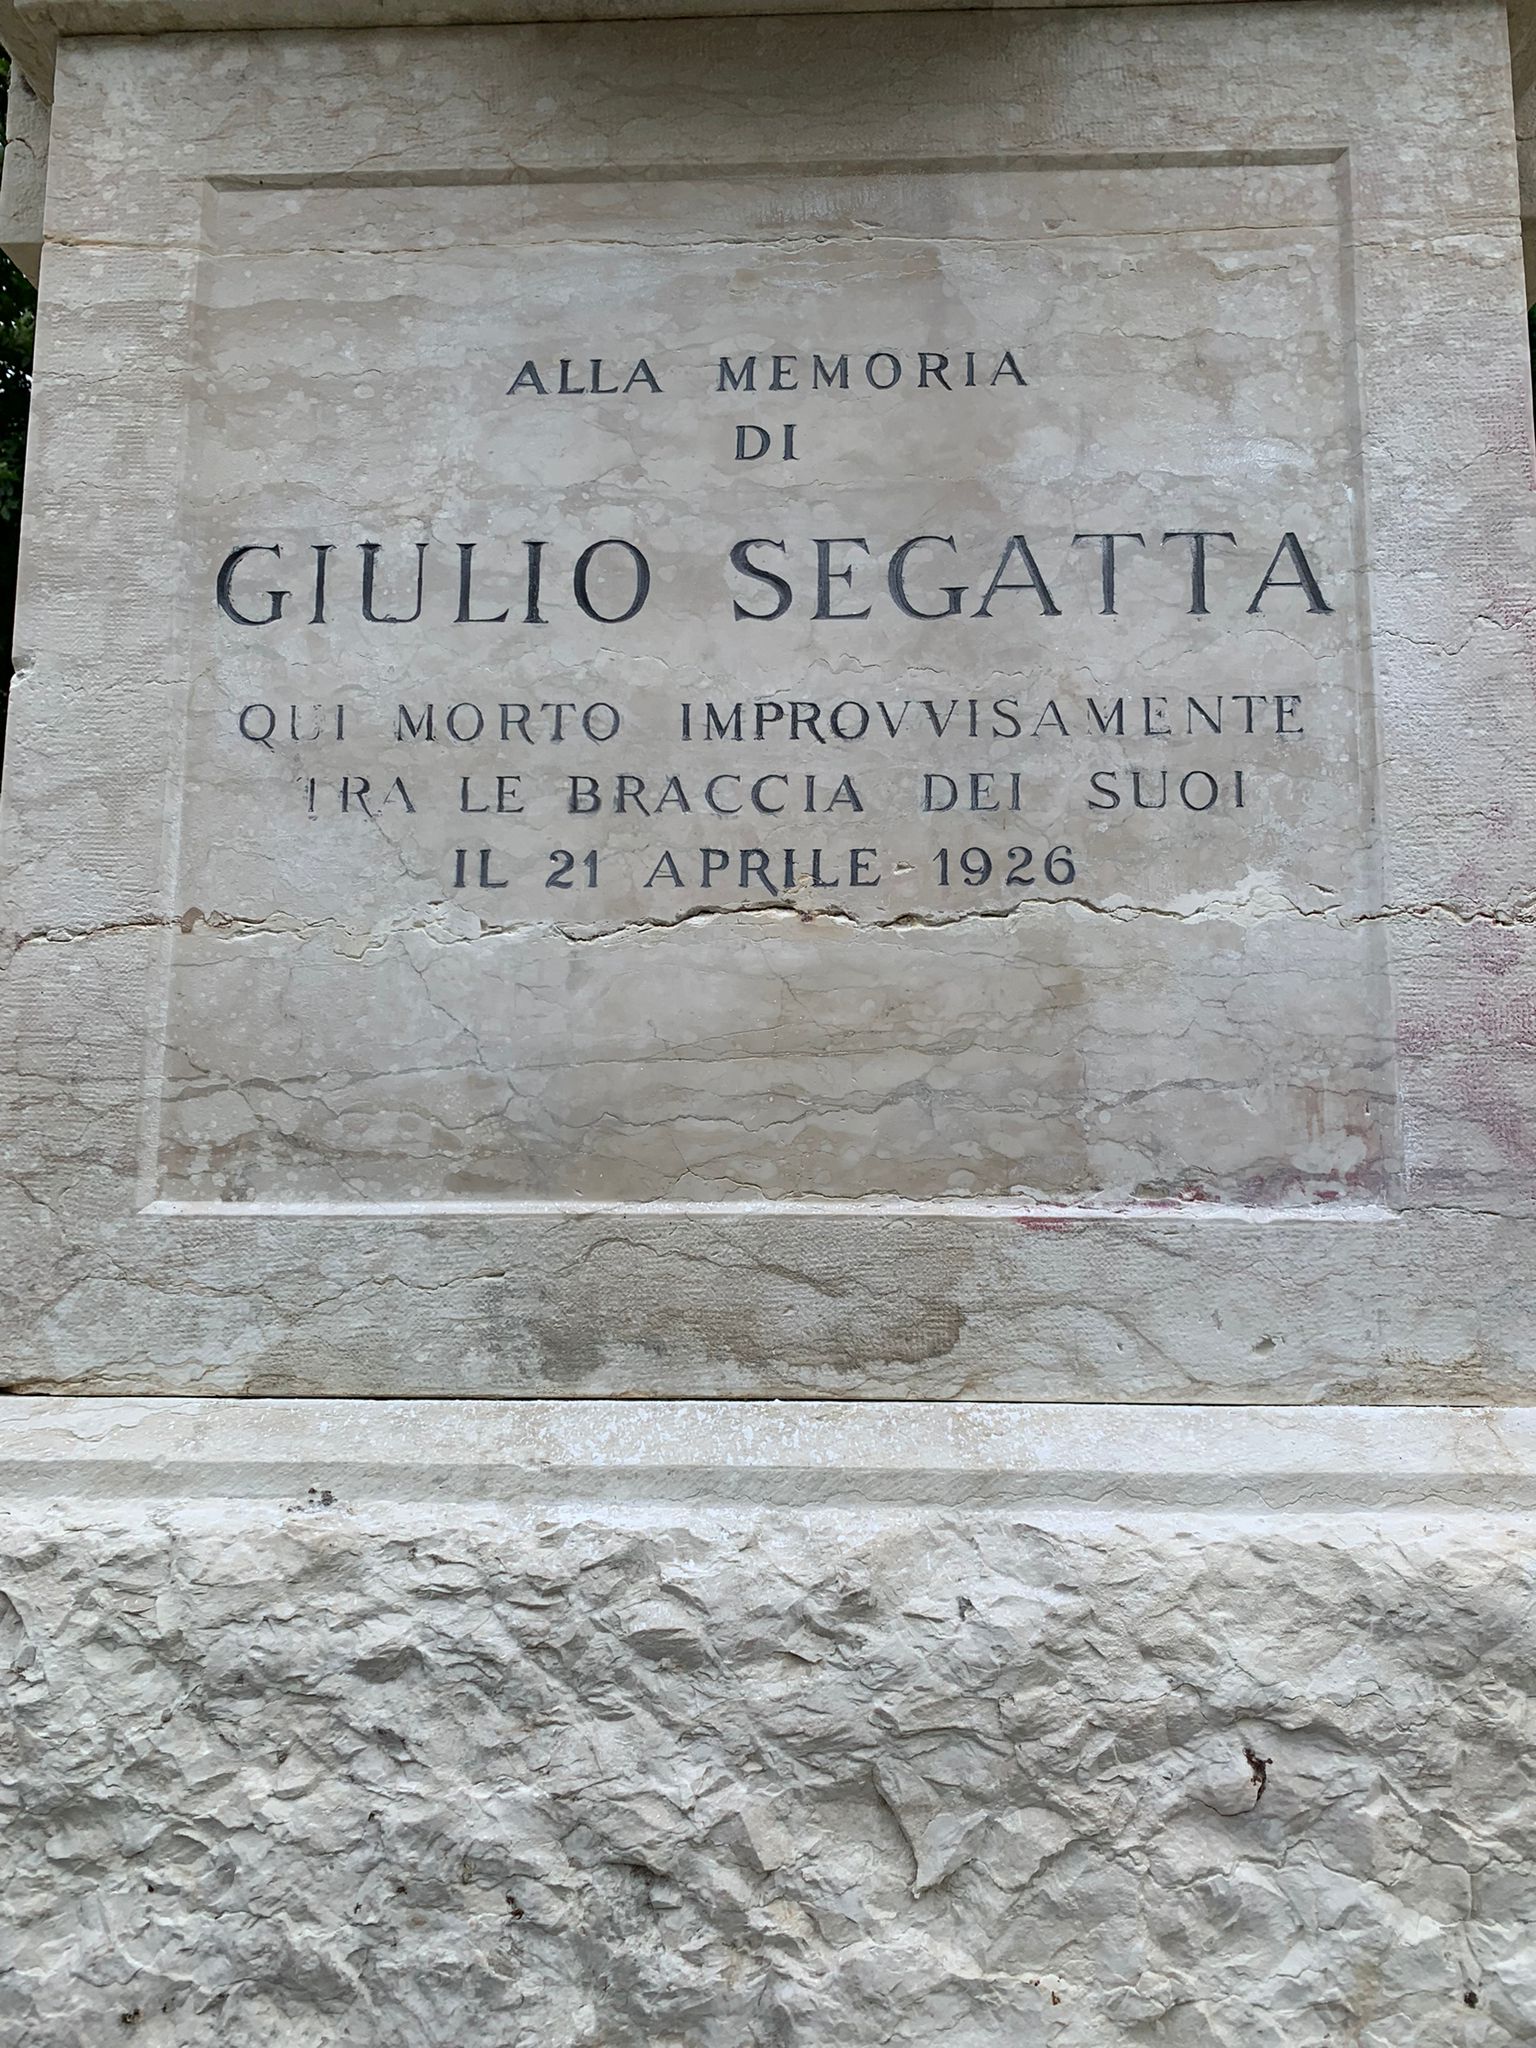 ALLA MEMORIA
DI
GIULIO SEGATTA
QUI MORTO IMPROVVISAMENTE
TRA LE BRACCIA DEI SUOI
IL 21 APRILE 1926